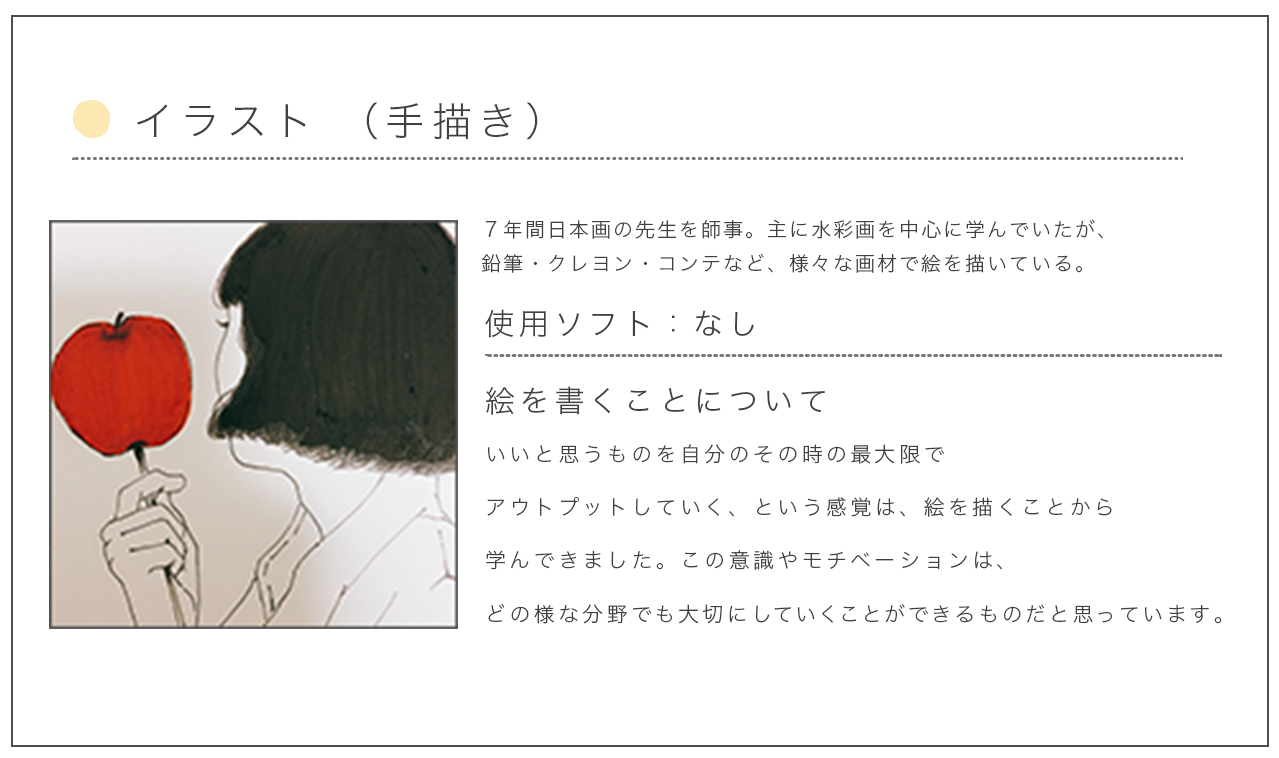 イラスト （手描き）
７年間日本画の先生を師事。主に水彩画を中心に学んでいたが、
鉛筆・クレヨン・コンテなど、様々な画材で絵を描いている。
使用ソフト：なし
絵を書くことについて
いいと思うものを自分のその時の最大限で
アウトプットしていく、という感覚は、絵を描くことから
学んできました。この意識やモチベーションは、
どの様な分野でも大切にしていくことができるものだと思っています。